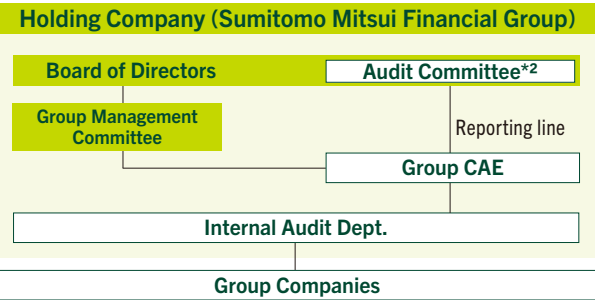 Holding Company (Sumitomo Mitsui Financial Group)
Board of Directors
Audit Committee*2
Group Management
Committee
Reporting line
Group CAE
Internal Audit Dept.
Group Companies